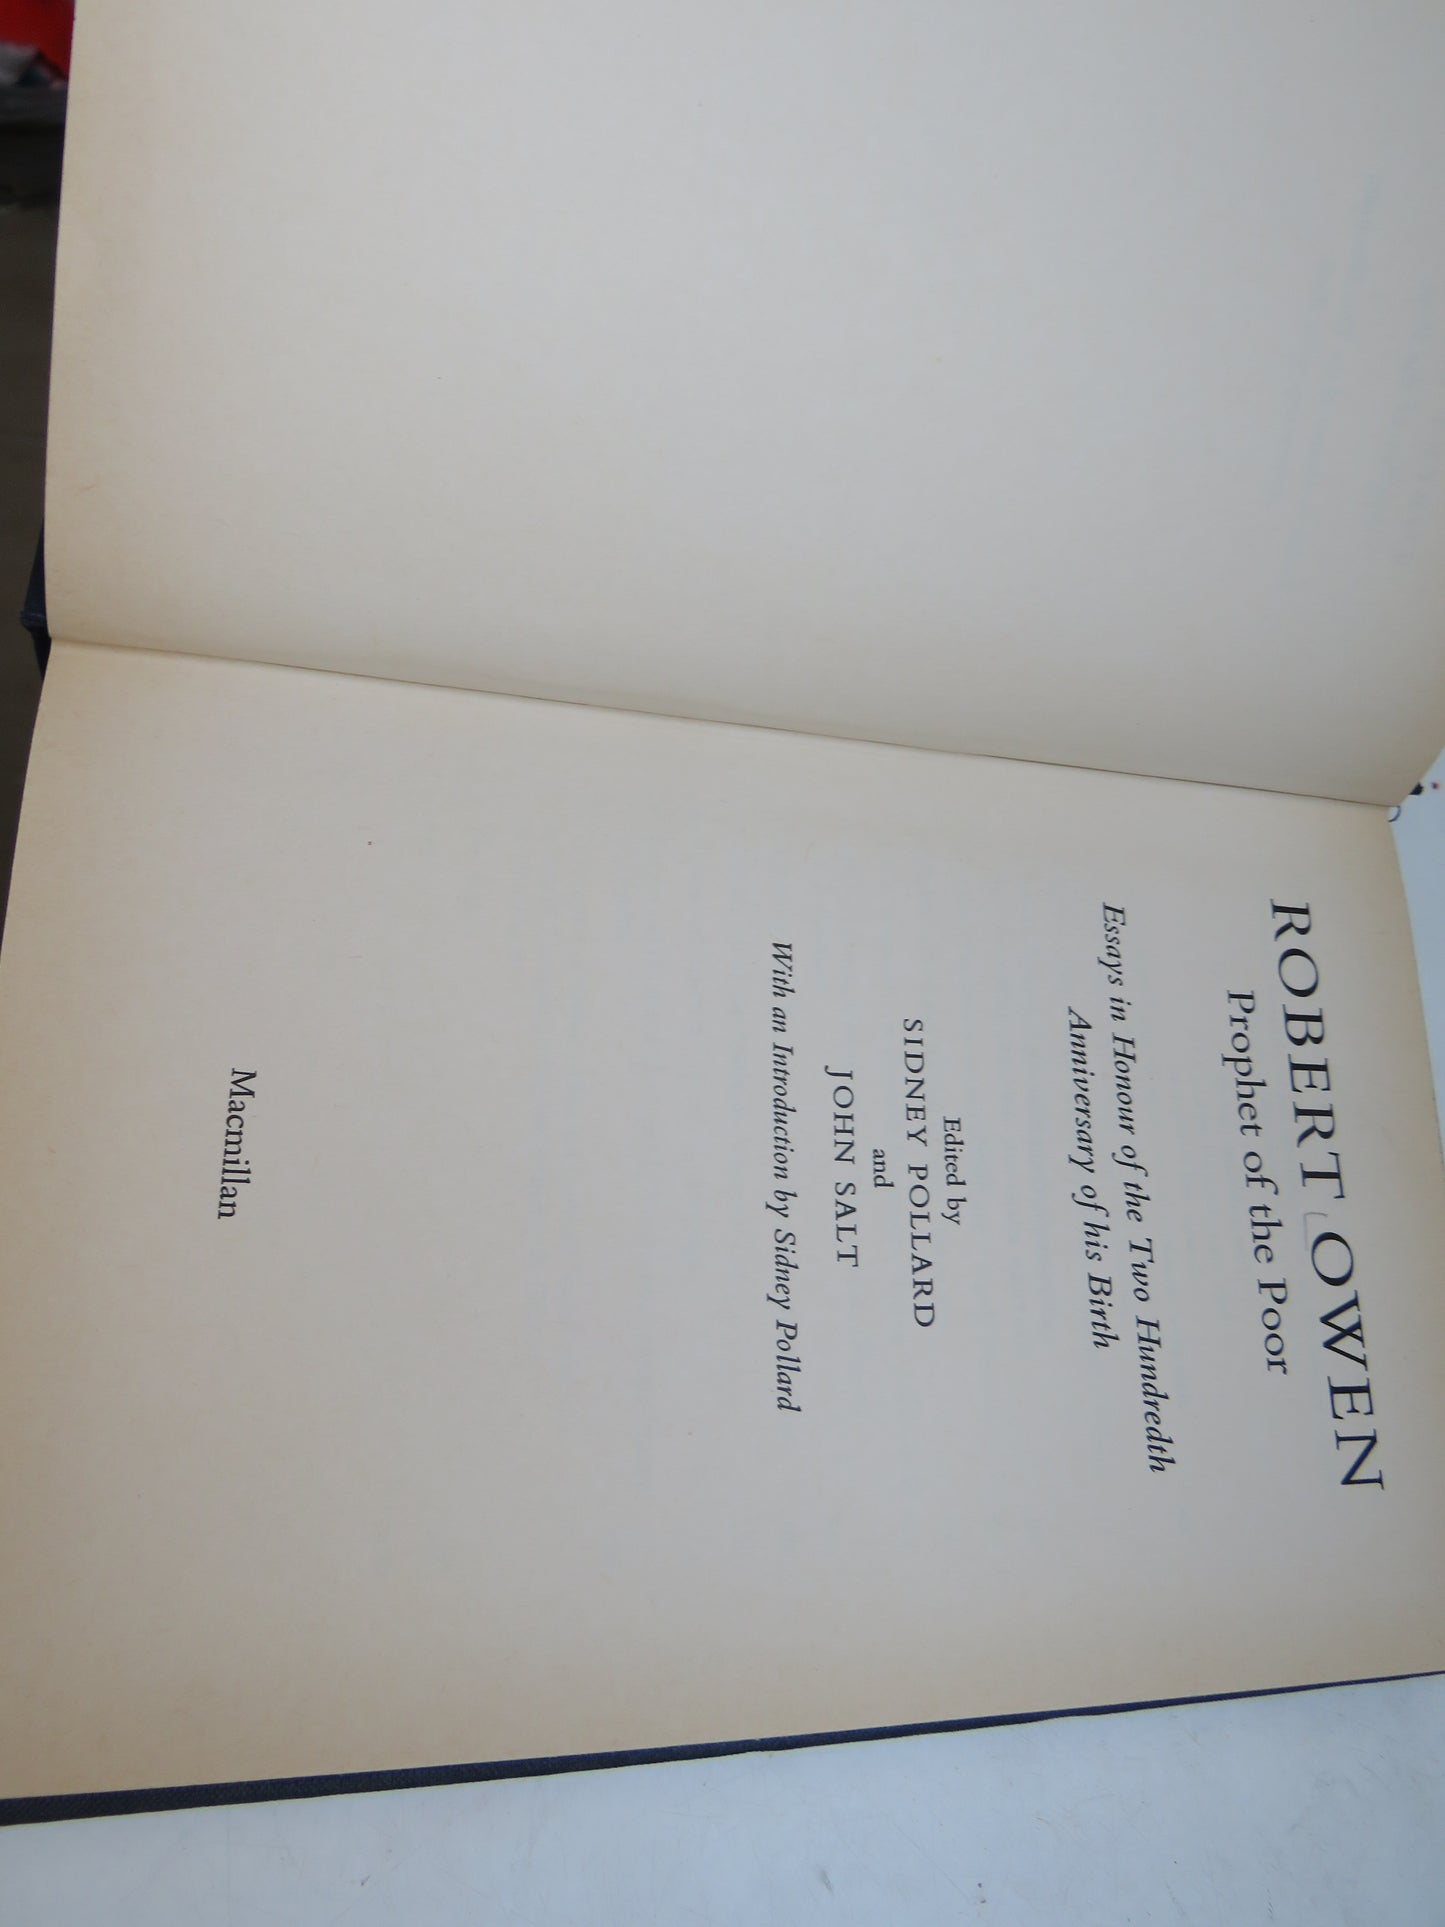 ROBERT OWEN
Prophet of the Poor
Essays in Honour of the Two Hundredth
Anniversary of his Birth
Edited by
SIDNEY POLLARD
and
JOHN SALT
With an Introduction by Sidney Pollard
Macmillan